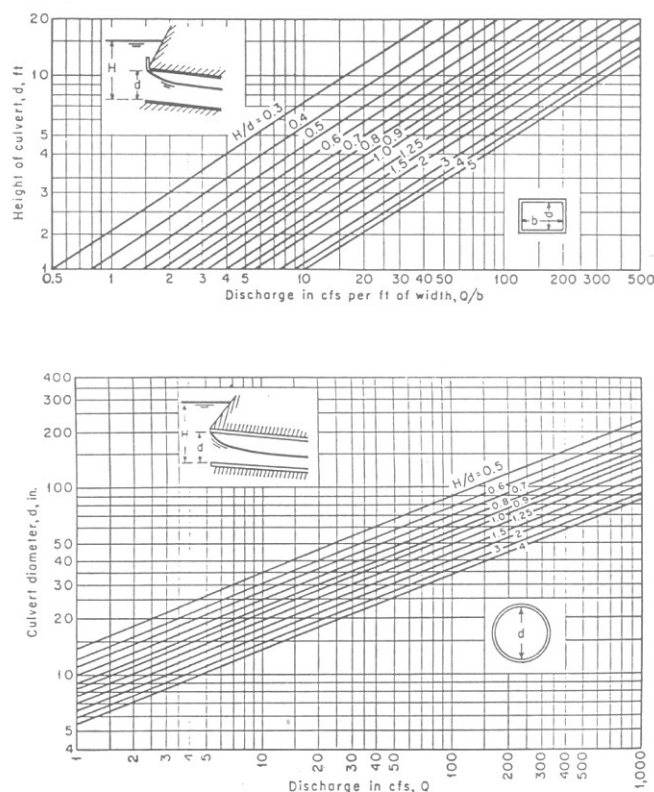 20
10
5
4
3
2
1
Height of culvert, d, ft
H
d
H/d = 0.3
0.4
0.5
0.6
0.7
0.8
0.9
1.0
1.25
1.5
2
3
4
5
b
d
0.5 1 2 3 4 5 10 20 30 40 50 100 200 300 500
Discharge in cfs per ft of width, Q/b
400
300
200
100
50
40
30
20
10
5
4
Culvert diameter, d, in.
H
d
H/d = 0.5
0.6 0.7
0.8 0.9
1.0 1.25
1.5 2
3 4
d
1 2 3 4 5 10 20 30 40 50 100 200 300 400 500 1,000
Discharge in cfs, Q